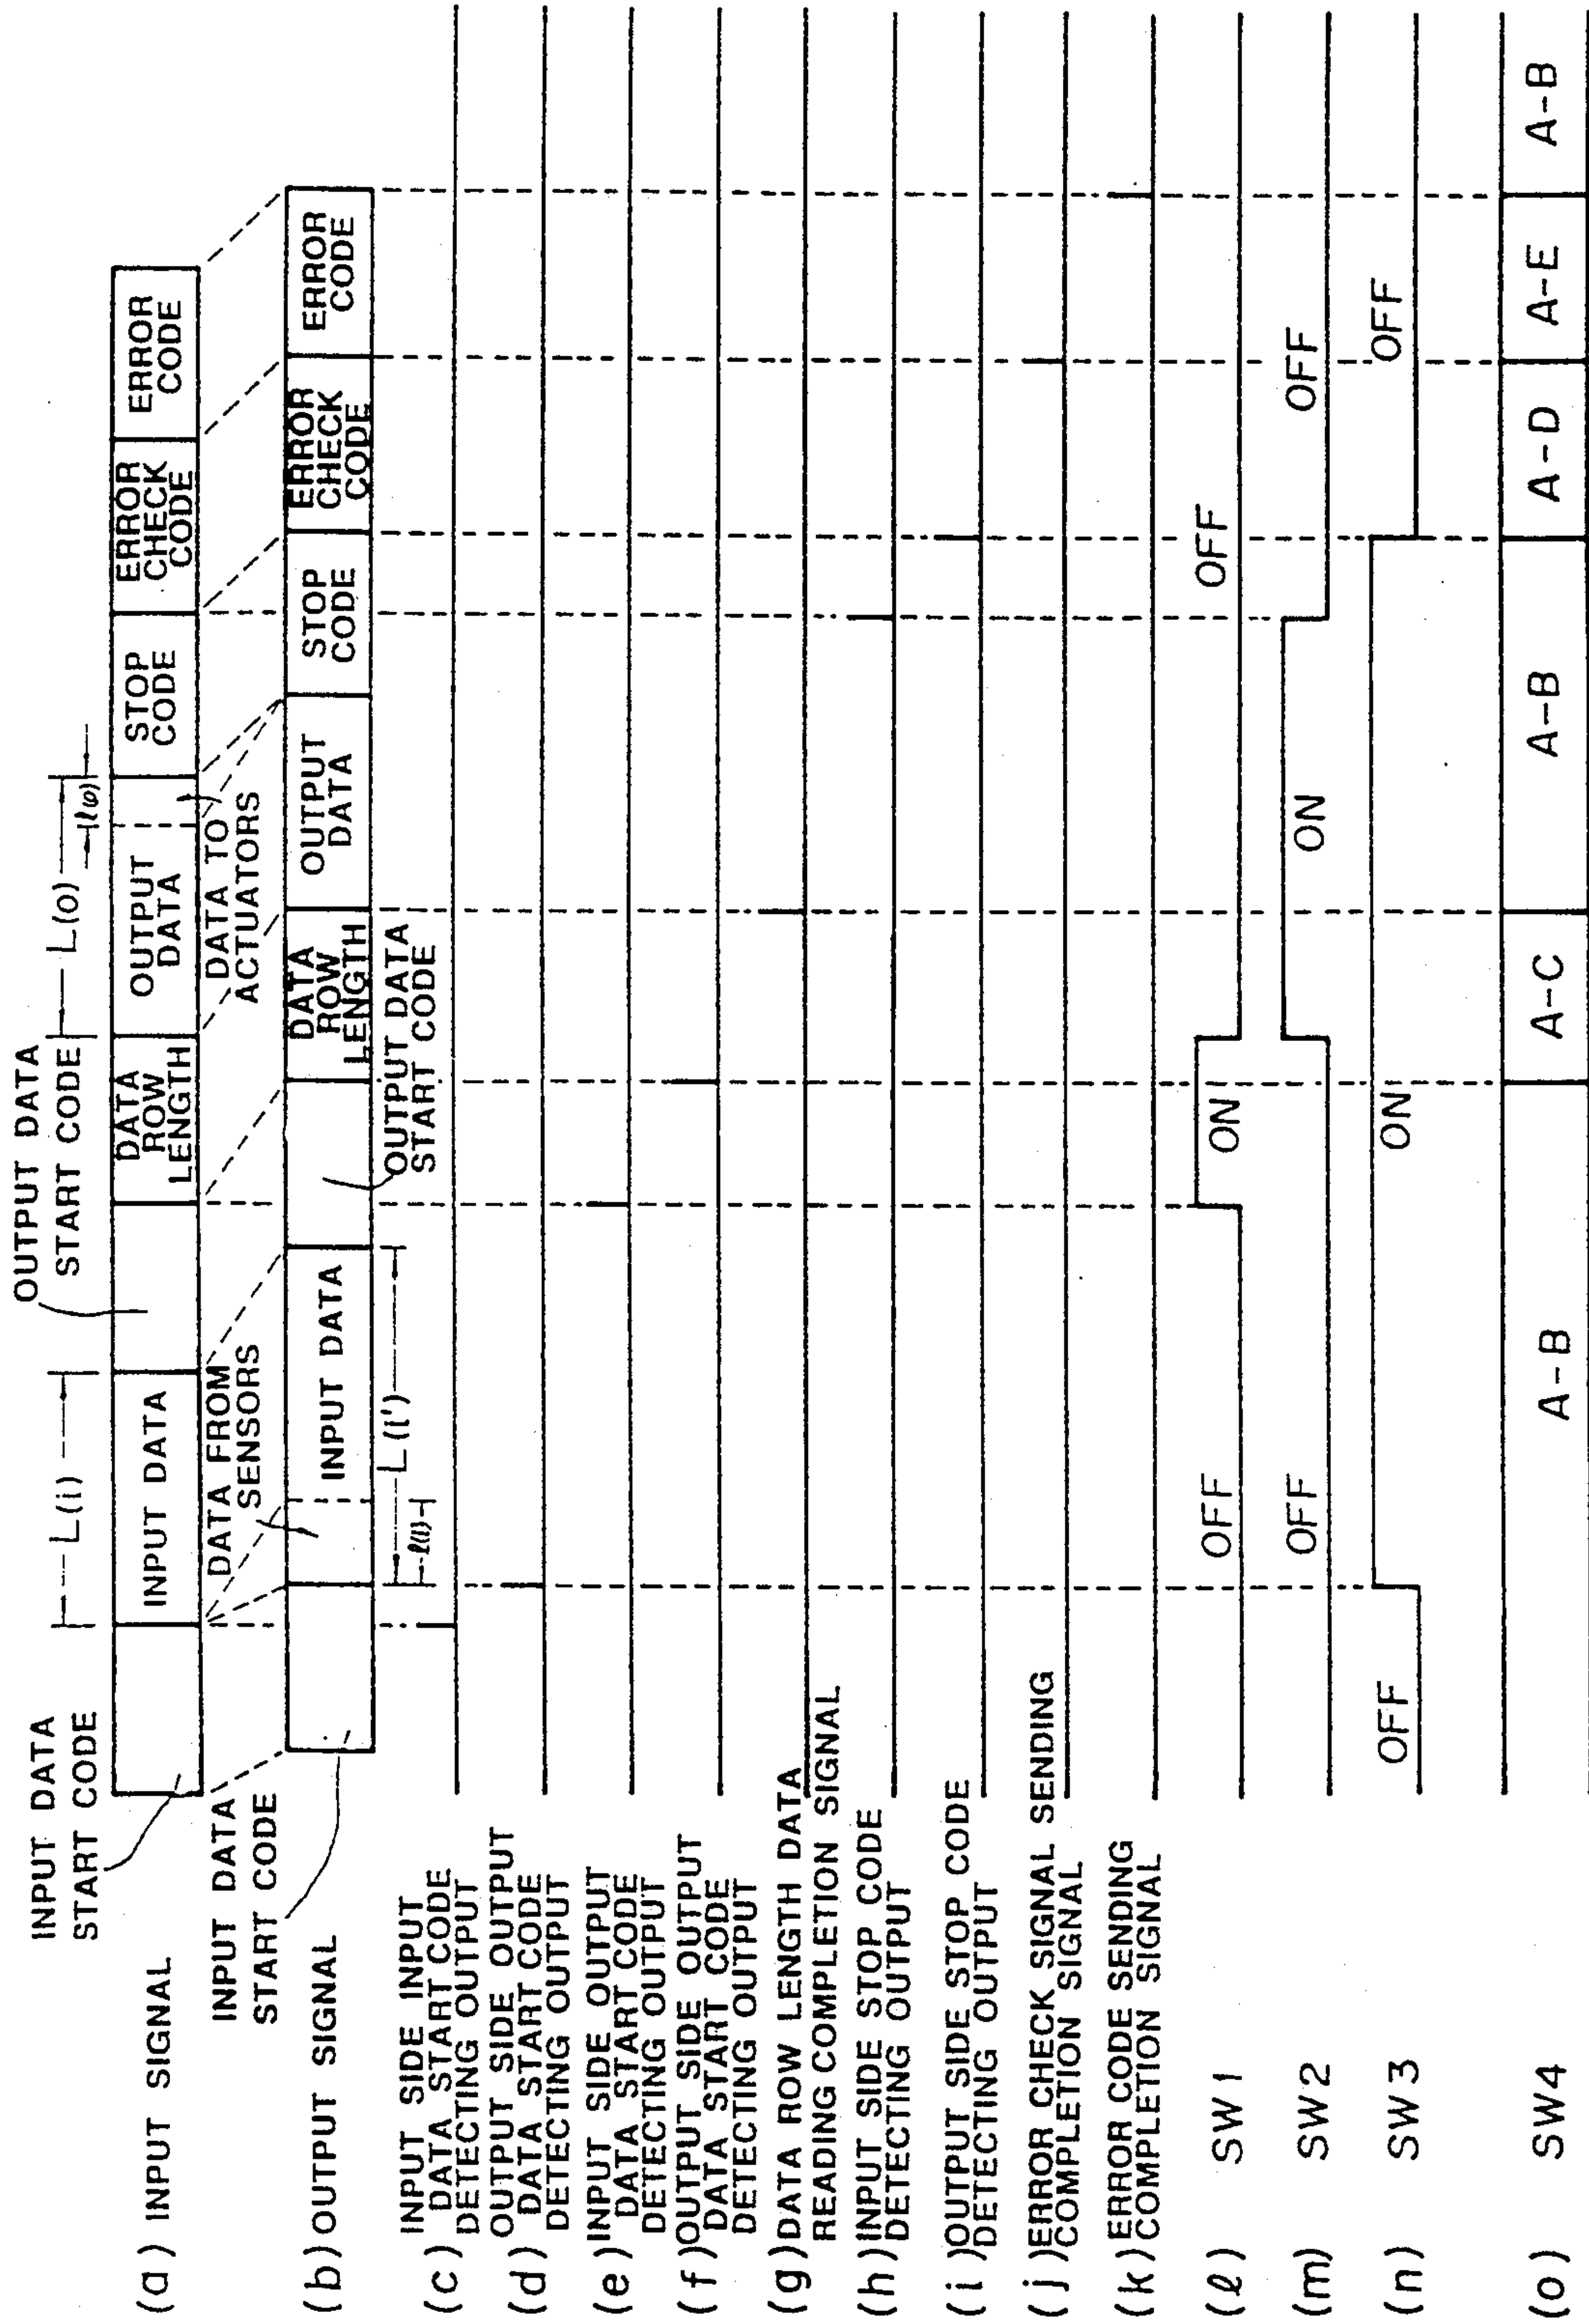 INPUT DATA
START CODE
OUTPUT DATA
START CODE
L(i)
L(o)
(a) INPUT SIGNAL
INPUT DATA
DATA
ROW
LENGTH
OUTPUT
DATA
STOP
CODE
ERROR
CHECK
CODE
ERROR
CODE
INPUT DATA
START CODE
DATA FROM
SENSORS
DATA TO
ACTUATORS
(b) OUTPUT SIGNAL
INPUT DATA
DATA
ROW
LENGTH
OUTPUT
DATA
STOP
CODE
ERROR
CHECK
CODE
ERROR
CODE
L(i')
OUTPUT DATA
START CODE
(c) INPUT SIDE INPUT
DATA START CODE
DETECTING OUTPUT
(d) OUTPUT SIDE OUTPUT
DATA START CODE
DETECTING OUTPUT
(e) INPUT SIDE OUTPUT
DATA START CODE
DETECTING OUTPUT
(f) OUTPUT SIDE OUTPUT
DATA START CODE
DETECTING OUTPUT
(g) DATA ROW LENGTH DATA
READING COMPLETION SIGNAL
(h) INPUT SIDE STOP CODE
DETECTING OUTPUT
(i) OUTPUT SIDE STOP CODE
DETECTING OUTPUT
(j) ERROR CHECK SIGNAL SENDING
COMPLETION SIGNAL
(k) ERROR CODE SENDING
COMPLETION SIGNAL
(ℓ) SW1 OFF ON OFF
(m) SW2 OFF ON OFF
(n) SW3 OFF ON OFF
(o) SW4 A-B A-C A-B A-D A-E A-B